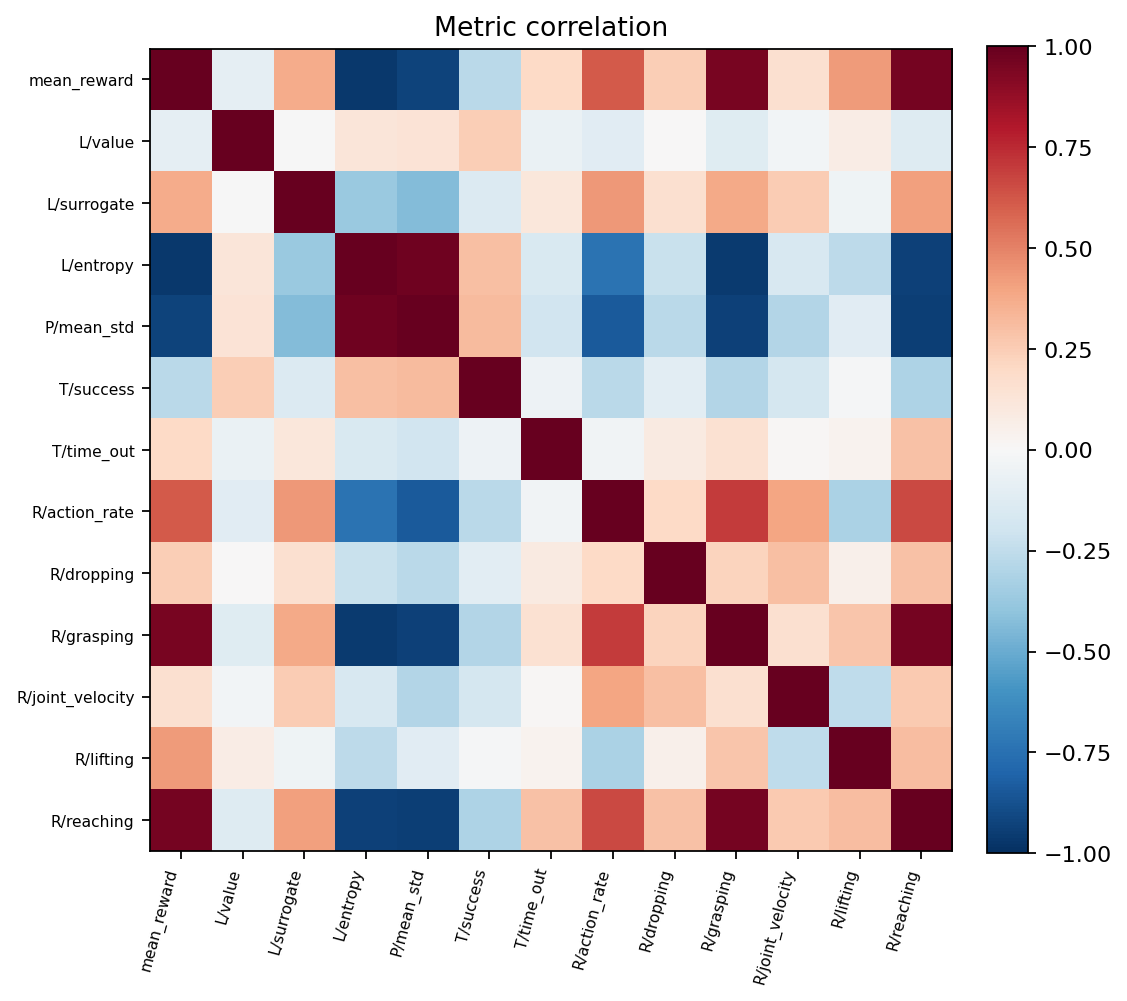 Metric correlation
mean_reward
L/value
L/surrogate
L/entropy
P/mean_std
T/success
T/time_out
R/action_rate
R/dropping
R/grasping
R/joint_velocity
R/lifting
R/reaching
mean_reward
L/value
L/surrogate
L/entropy
P/mean_std
T/success
T/time_out
R/action_rate
R/dropping
R/grasping
R/joint_velocity
R/lifting
R/reaching
1.00
0.75
0.50
0.25
0.00
−0.25
−0.50
−0.75
−1.00